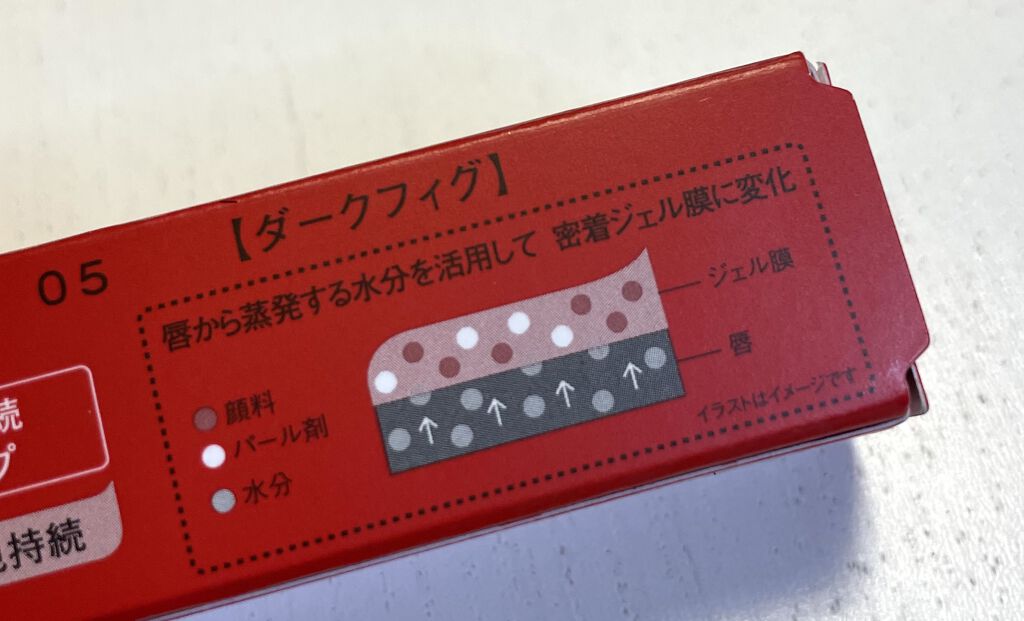 05
【ダークフィグ】
唇から蒸発する水分を活用して 密着ジェル膜に変化
ジェル膜
唇
顔料
パール剤
水分
イラストはイメージです
続
プ
持続